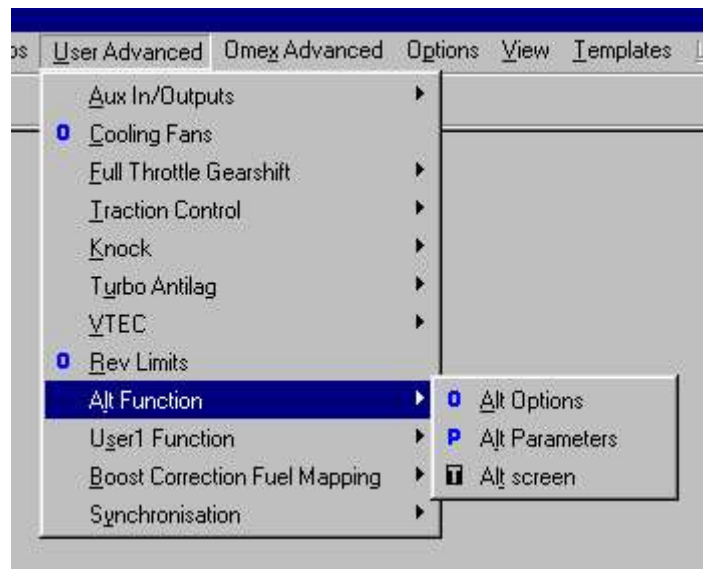 os User Advanced Omex Advanced Options View Templates
Aux In/Outputs
O Cooling Fans
Full Throttle Gearshift
Traction Control
Knock
Turbo Antilag
VTEC
O Rev Limits
Alt Function
O Alt Options
User1 Function
P Alt Parameters
Boost Correction Fuel Mapping
T Alt screen
Synchronisation